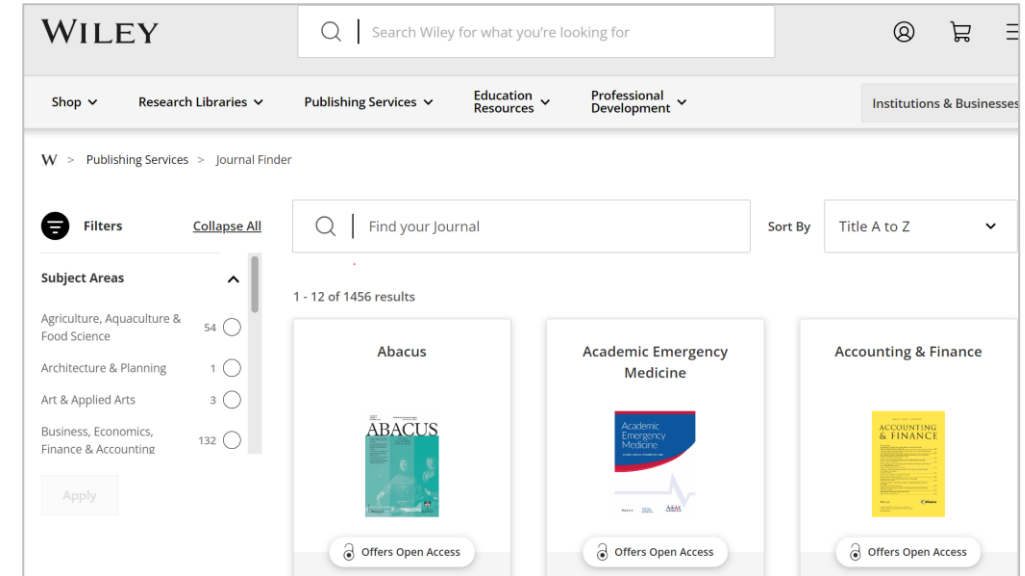 WILEY
Search Wiley for what you're looking for
Shop
Research Libraries
Publishing Services
Education
Resources
Professional
Development
Institutions & Businesses
W > Publishing Services > Journal Finder
Filters
Collapse All
Find your Journal
Sort By
Title A to Z
Subject Areas
1 - 12 of 1456 results
Agriculture, Aquaculture &
Food Science
54
Architecture & Planning
1
Art & Applied Arts
3
Business, Economics,
Finance & Accounting
132
Apply
Abacus
ABACUS
Offers Open Access
Academic Emergency
Medicine
Academic
Emergency
Medicine
Offers Open Access
Accounting & Finance
ACCOUNTING
& FINANCE
Offers Open Access